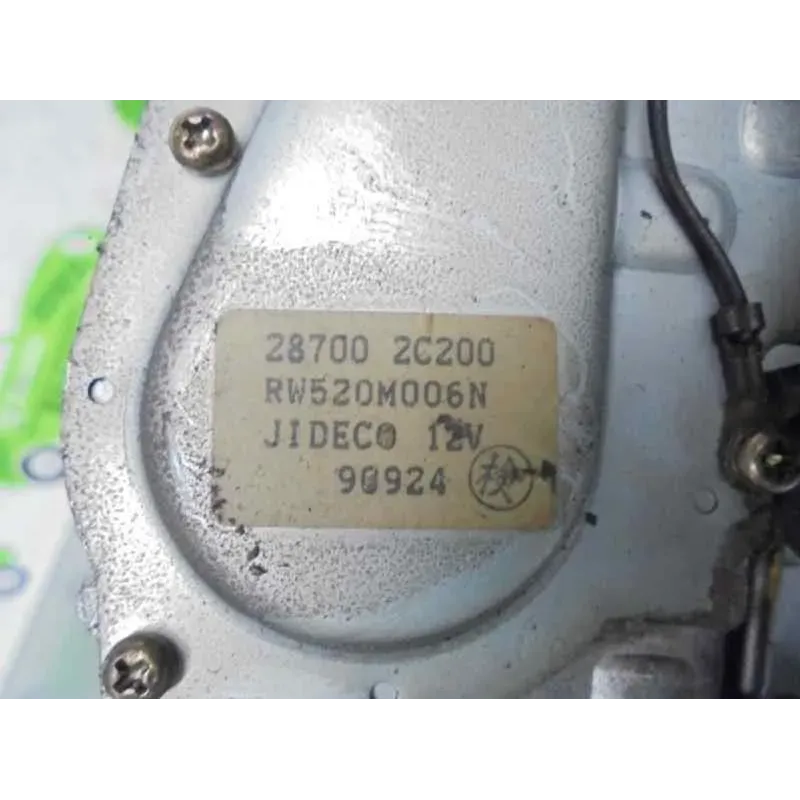 28700 2C200
RW520M006N
JIDECO 12V
90924 検